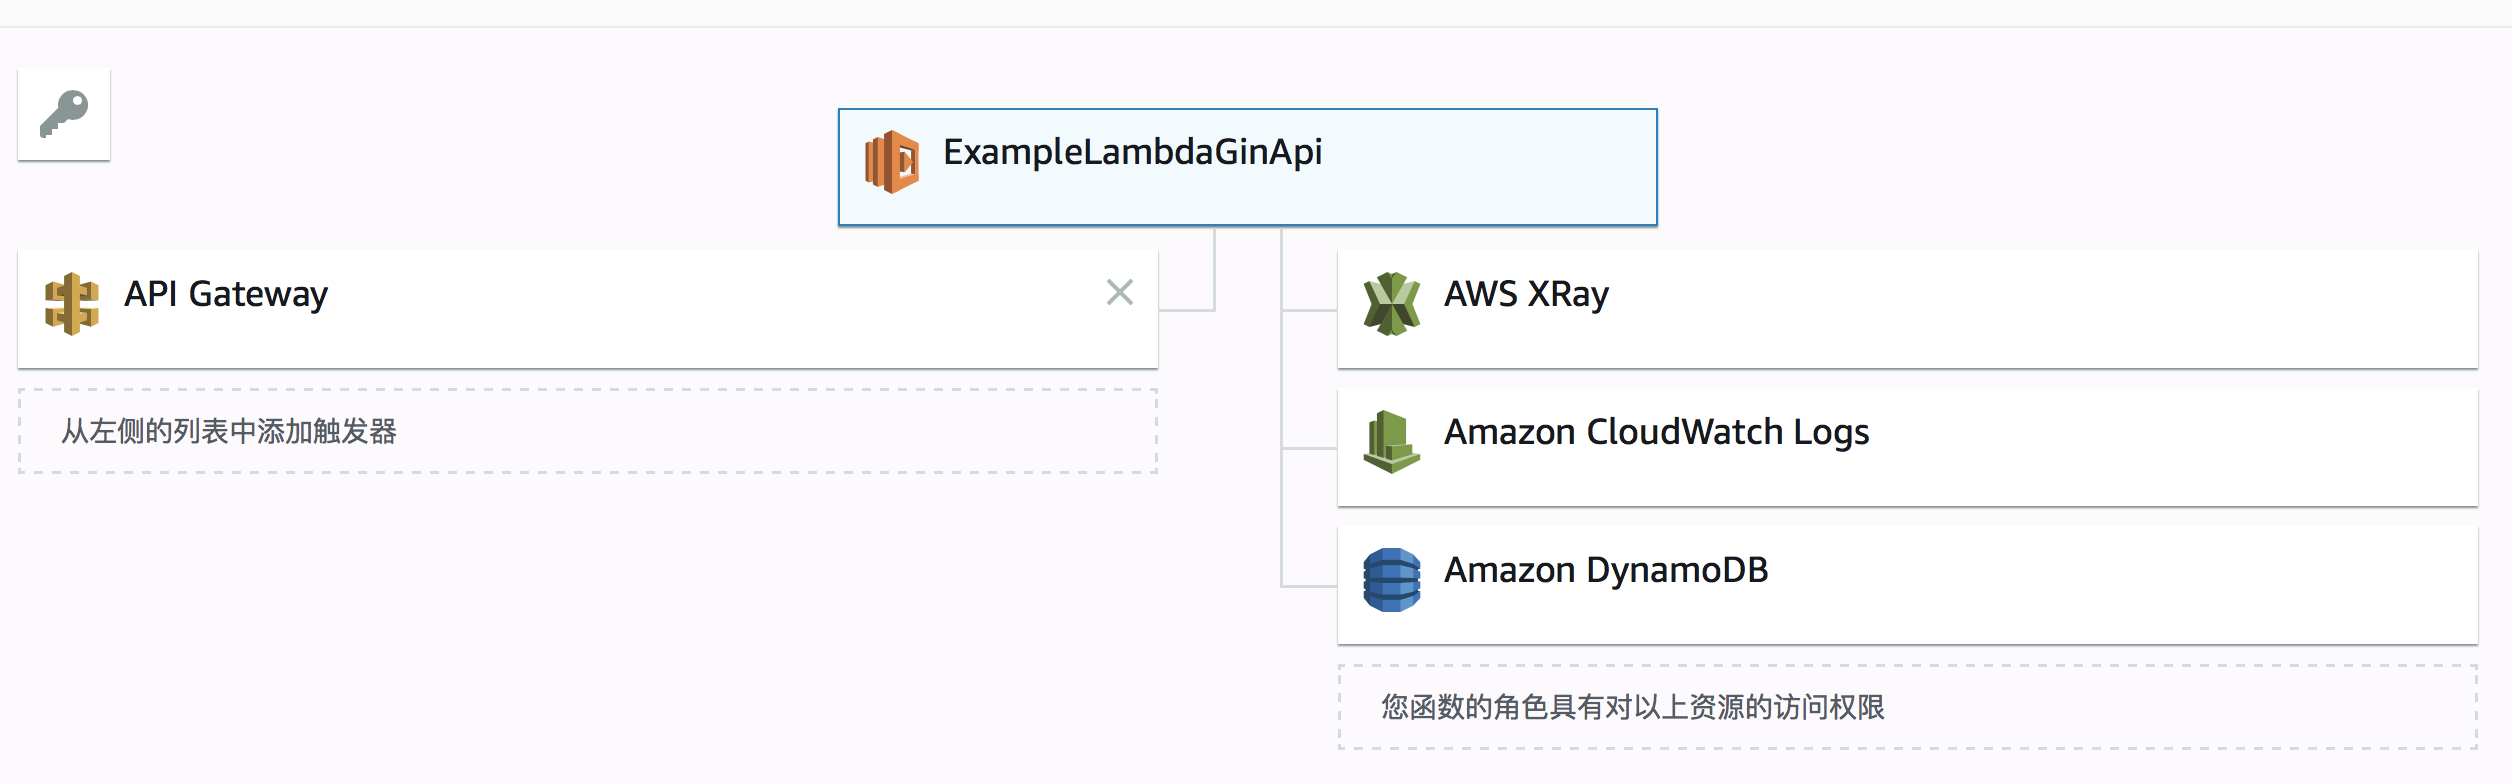 ExampleLambdaGinApi
API Gateway
从左侧的列表中添加触发器
AWS XRay
Amazon CloudWatch Logs
Amazon DynamoDB
您函数的角色具有对以上资源的访问权限